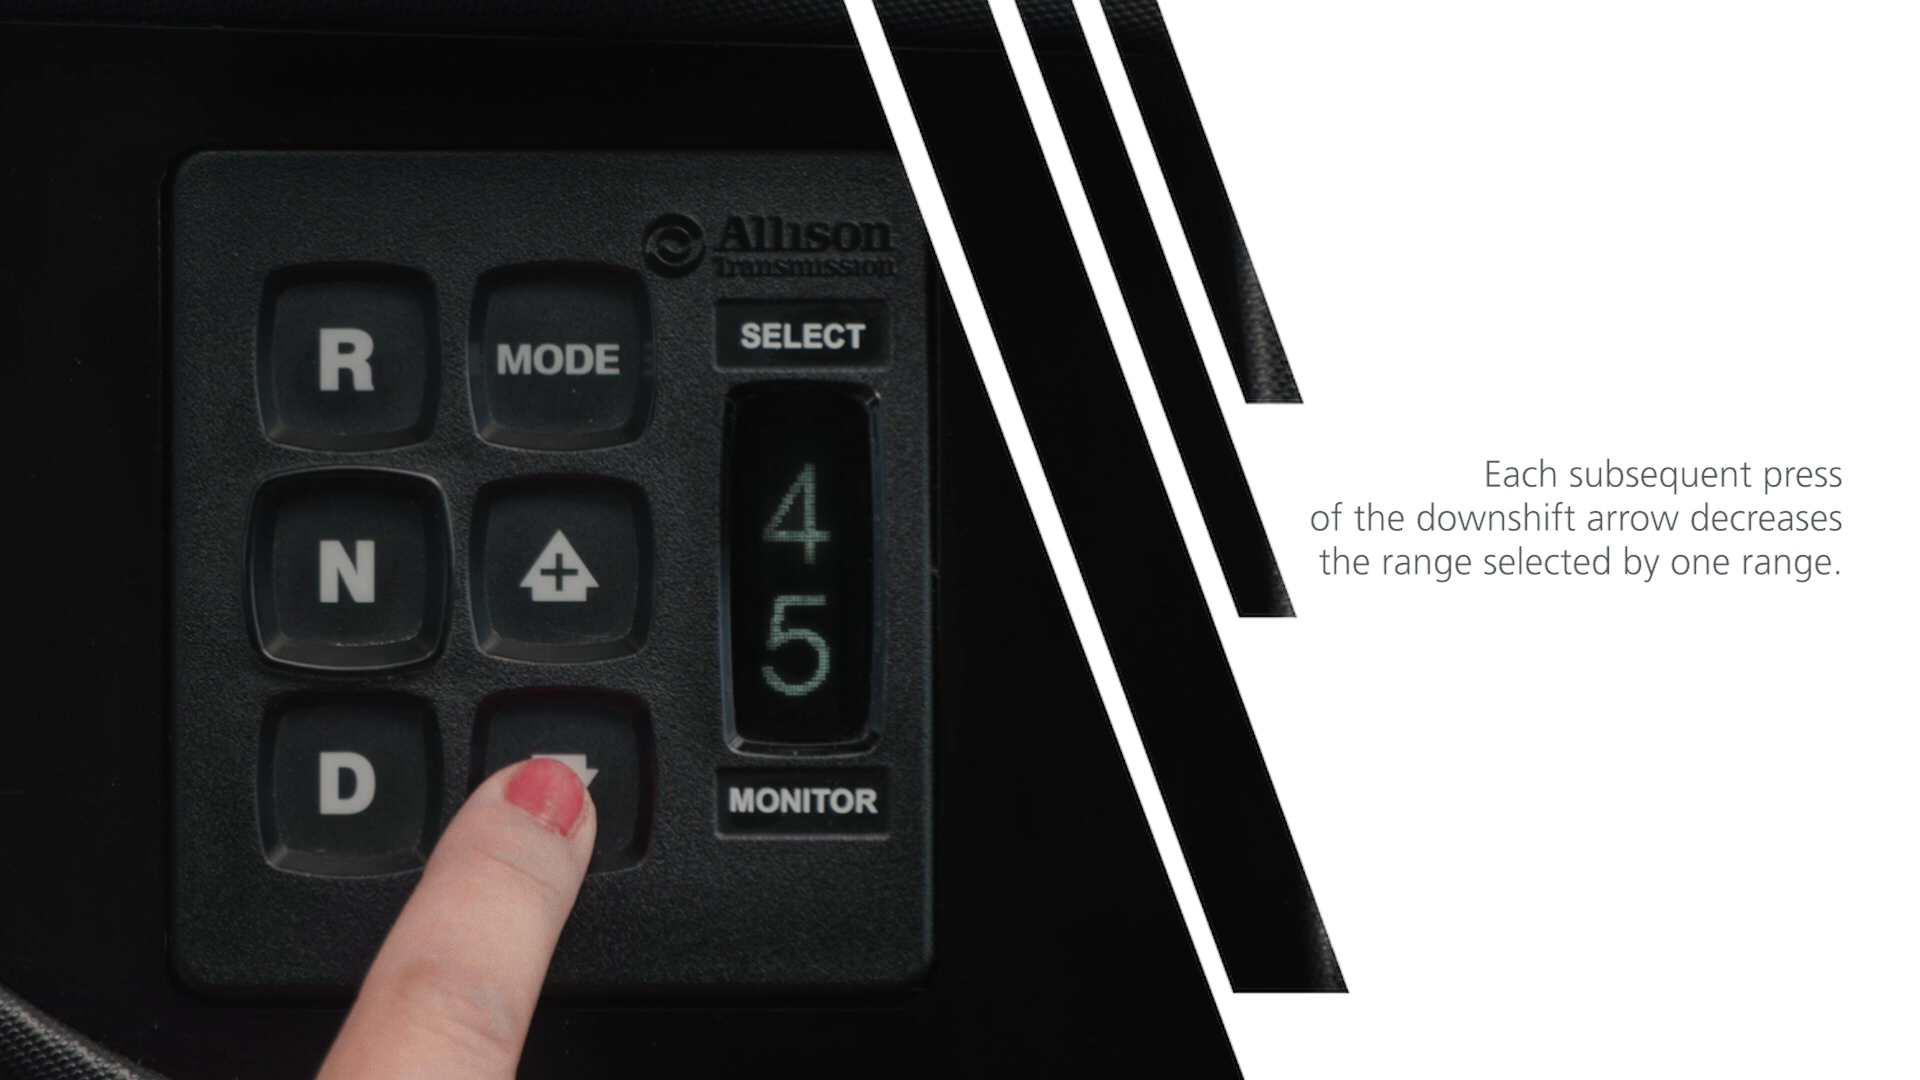 Allison
Transmission
R
MODE
SELECT
N
+
4
5
D
MONITOR
Each subsequent press
of the downshift arrow decreases
the range selected by one range.